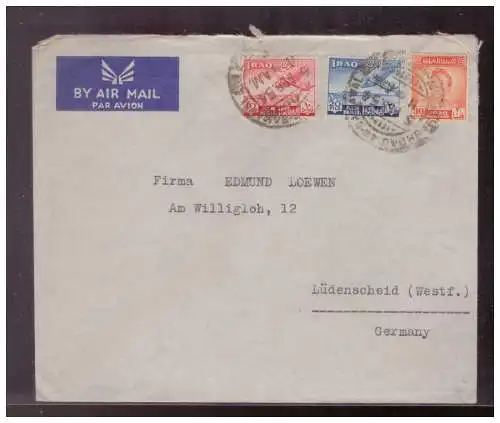 BY AIR MAIL
PAR AVION
IRAQ
IRAQ
Firma EDMUND LOEWEN
Am Willigloh, 12
Lüdenscheid (Westf.)
Germany